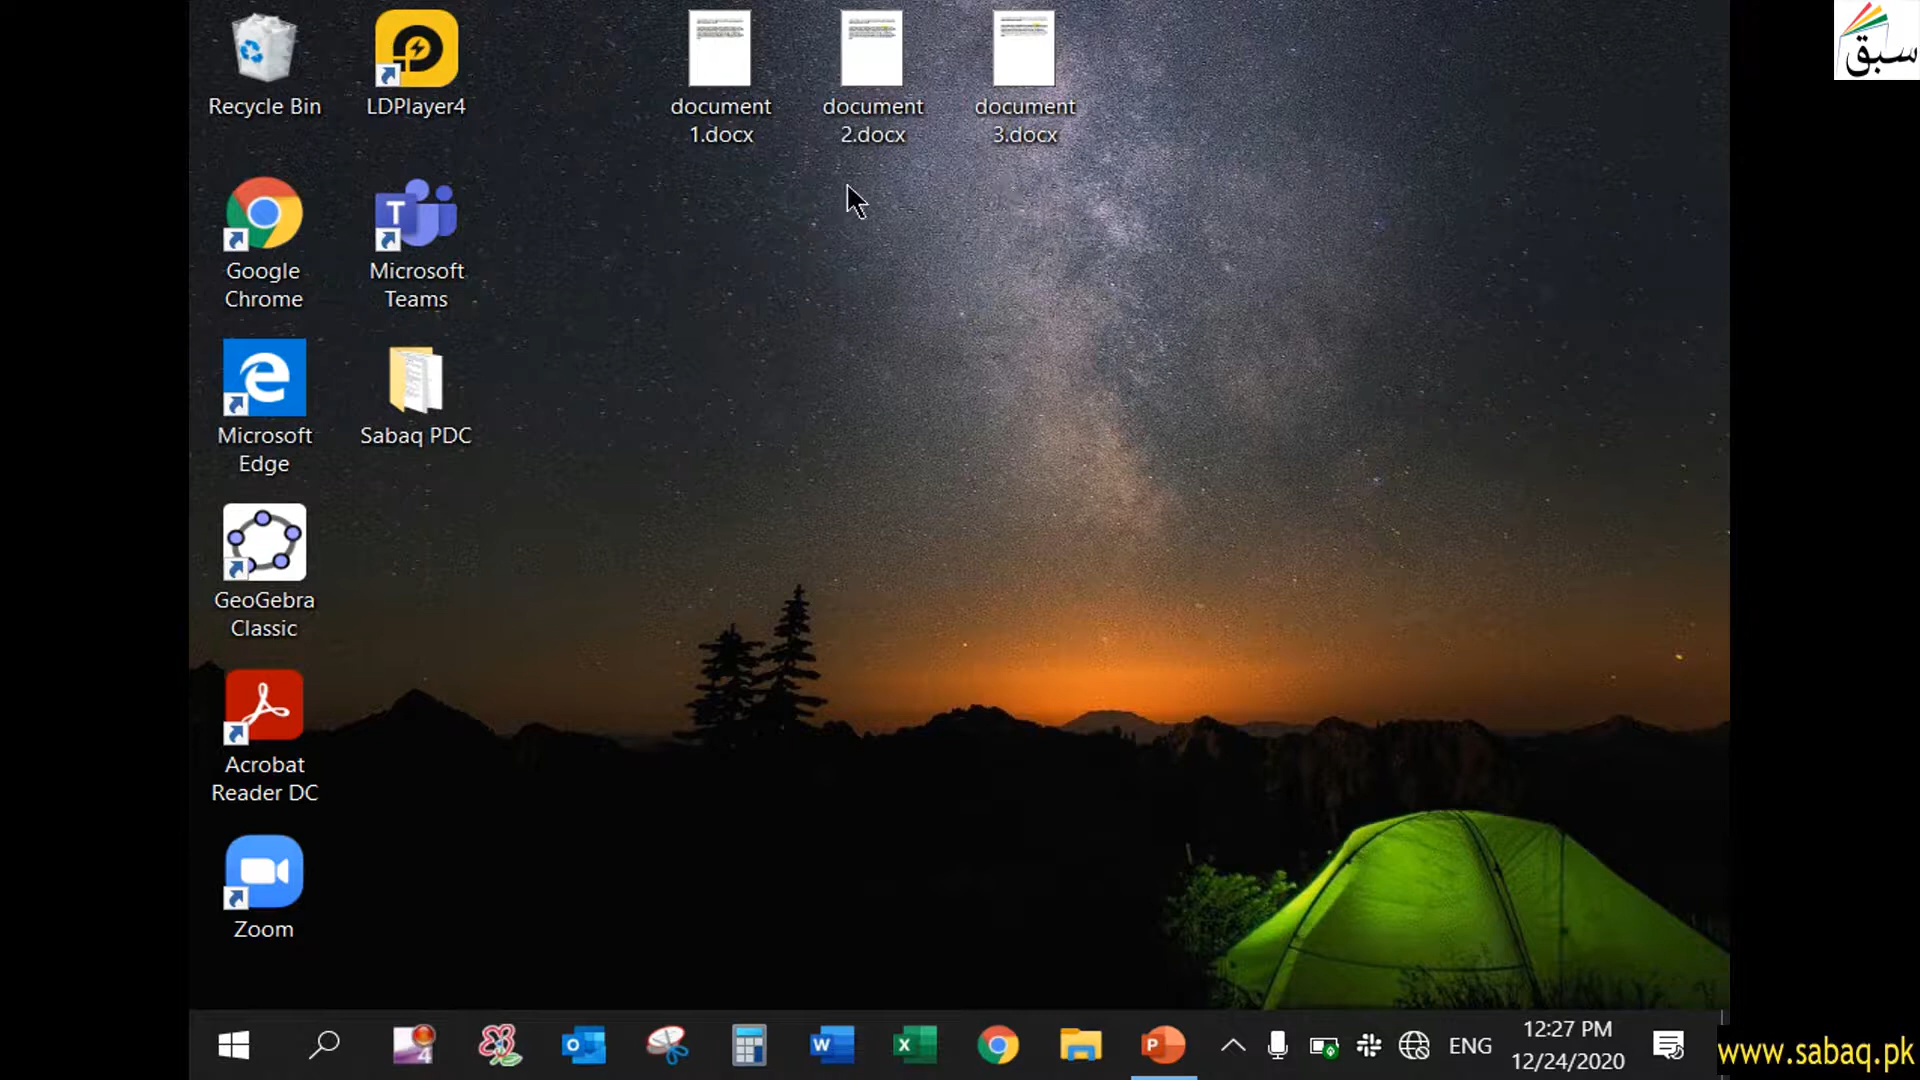 سبق
Recycle Bin
LDPlayer4
document
1.docx
document
2.docx
document
3.docx
Google
Chrome
Microsoft
Teams
Microsoft
Edge
Sabaq PDC
GeoGebra
Classic
Acrobat
Reader DC
Zoom
ENG
12:27 PM
12/24/2020
www.sabaq.pk